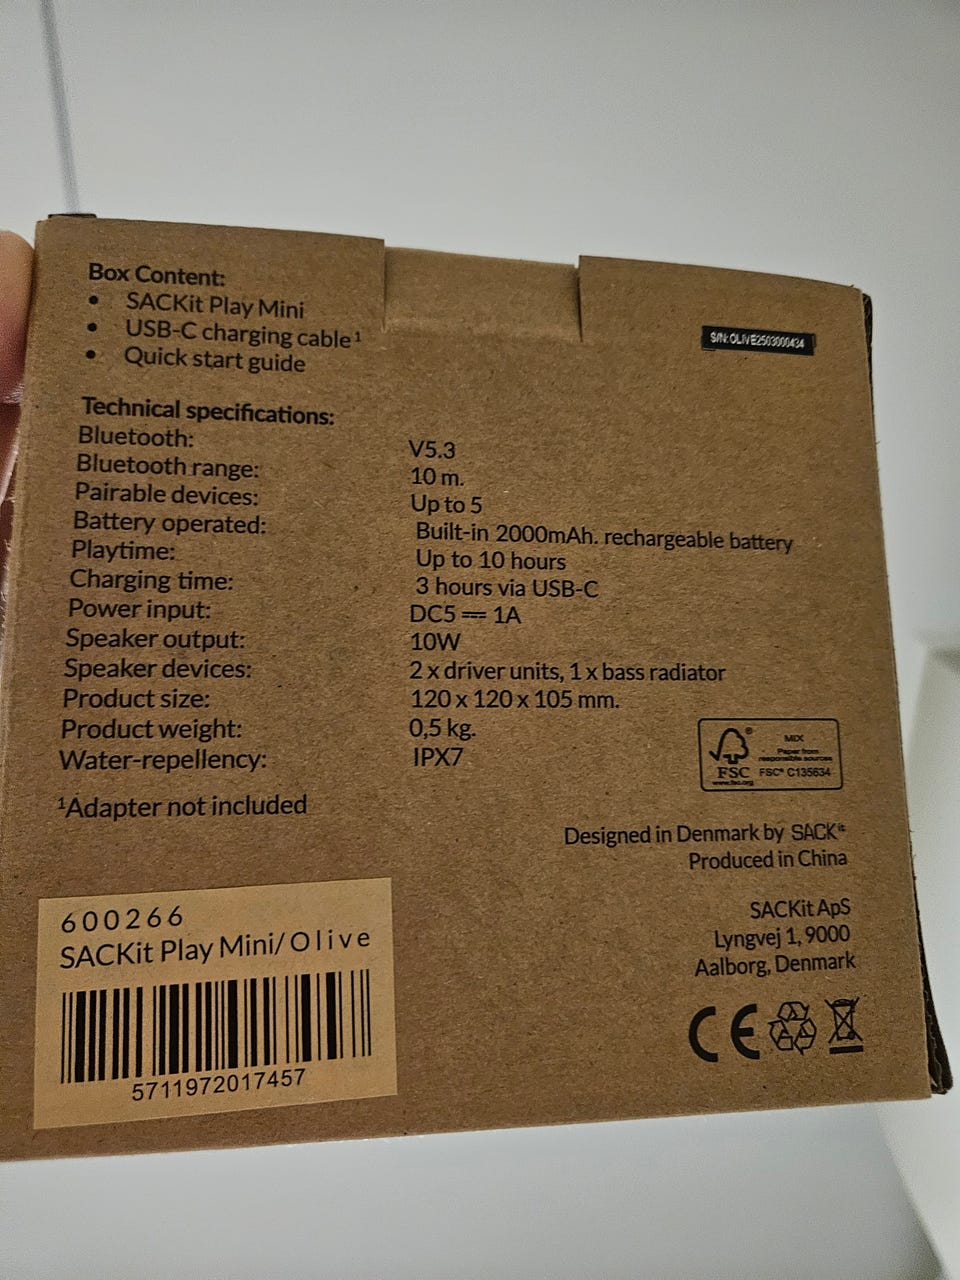 Box Content:
• SACKit Play Mini
• USB-C charging cable¹
• Quick start guide
S/N: OLIVE2503000434
Technical specifications:
Bluetooth: V5.3
Bluetooth range: 10 m.
Pairable devices: Up to 5
Battery operated: Built-in 2000mAh. rechargeable battery
Playtime: Up to 10 hours
Charging time: 3 hours via USB-C
Power input: DC5 ⎓ 1A
Speaker output: 10W
Speaker devices: 2 x driver units, 1 x bass radiator
Product size: 120 x 120 x 105 mm.
Product weight: 0,5 kg.
Water-repellency: IPX7
¹Adapter not included
FSC
www.fsc.org
MIX
Paper from
responsible sources
FSC® C135634
Designed in Denmark by SACKit
Produced in China
SACKit ApS
Lyngvej 1, 9000
Aalborg, Denmark
CE
600266
SACKit Play Mini/Olive
5711972017457